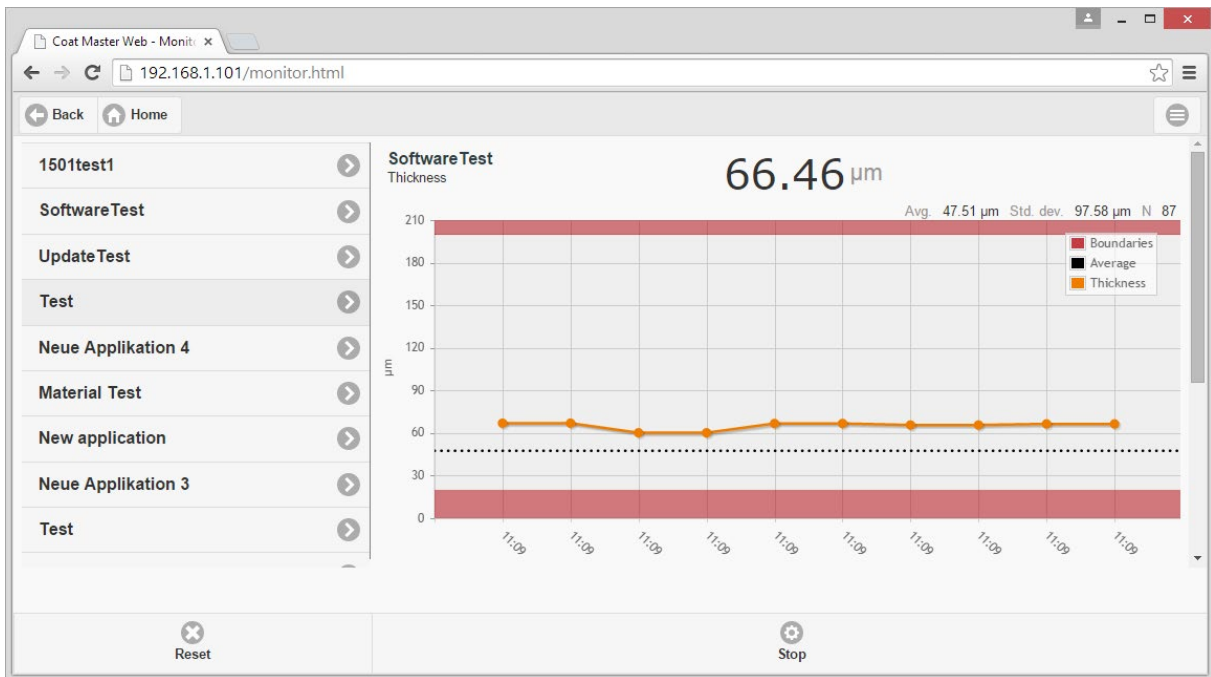 Coat Master Web - Monit
192.168.1.101/monitor.html
Back Home
1501test1
SoftwareTest
UpdateTest
Test
Neue Applikation 4
Material Test
New application
Neue Applikation 3
Test
SoftwareTest
Thickness
66.46 µm
Avg. 47.51 µm Std. dev. 97.58 µm N 87
Boundaries
Average
Thickness
210
180
150
120
90
60
30
0
µm
11:09 11:09 11:09 11:09 11:09 11:09 11:09 11:09 11:09 11:09
Reset
Stop